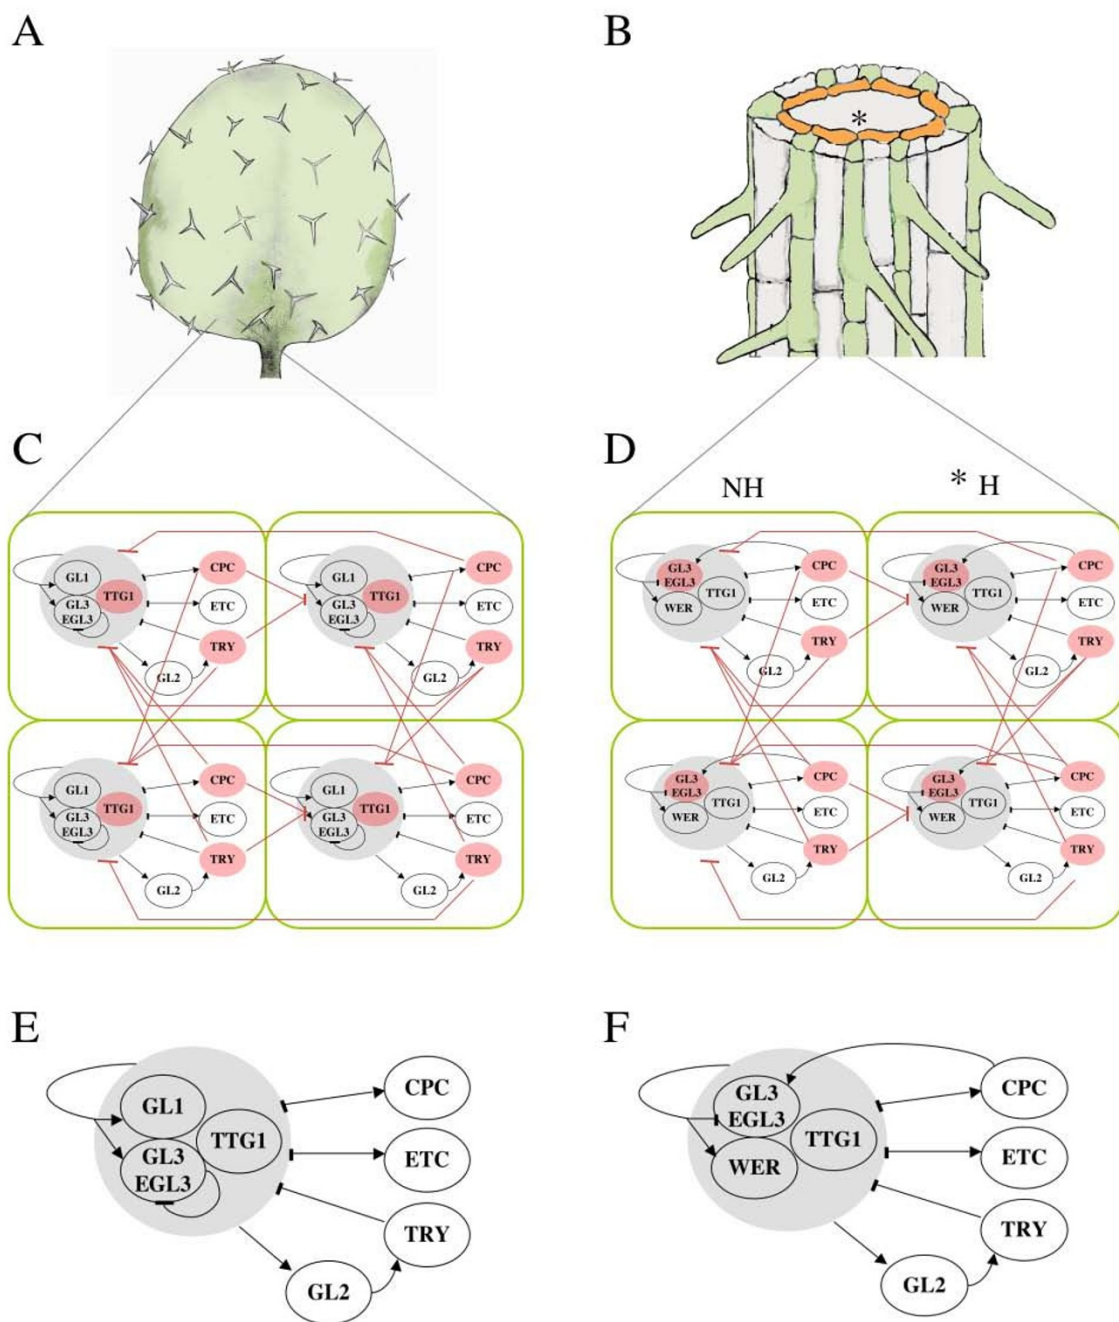 A
B
*
C
D
NH
* H
GL1
TTG1
GL3
EGL3
CPC
ETC
TRY
GL2
GL1
TTG1
GL3
EGL3
CPC
ETC
TRY
GL2
GL3
EGL3
TTG1
WER
CPC
ETC
TRY
GL2
GL3
EGL3
TTG1
WER
CPC
ETC
TRY
GL2
GL1
TTG1
GL3
EGL3
CPC
ETC
TRY
GL2
GL1
TTG1
GL3
EGL3
CPC
ETC
TRY
GL2
GL3
EGL3
TTG1
WER
CPC
ETC
TRY
GL2
GL3
EGL3
TTG1
WER
CPC
ETC
TRY
GL2
E
GL1
TTG1
GL3
EGL3
CPC
ETC
TRY
GL2
F
GL3
EGL3
TTG1
WER
CPC
ETC
TRY
GL2